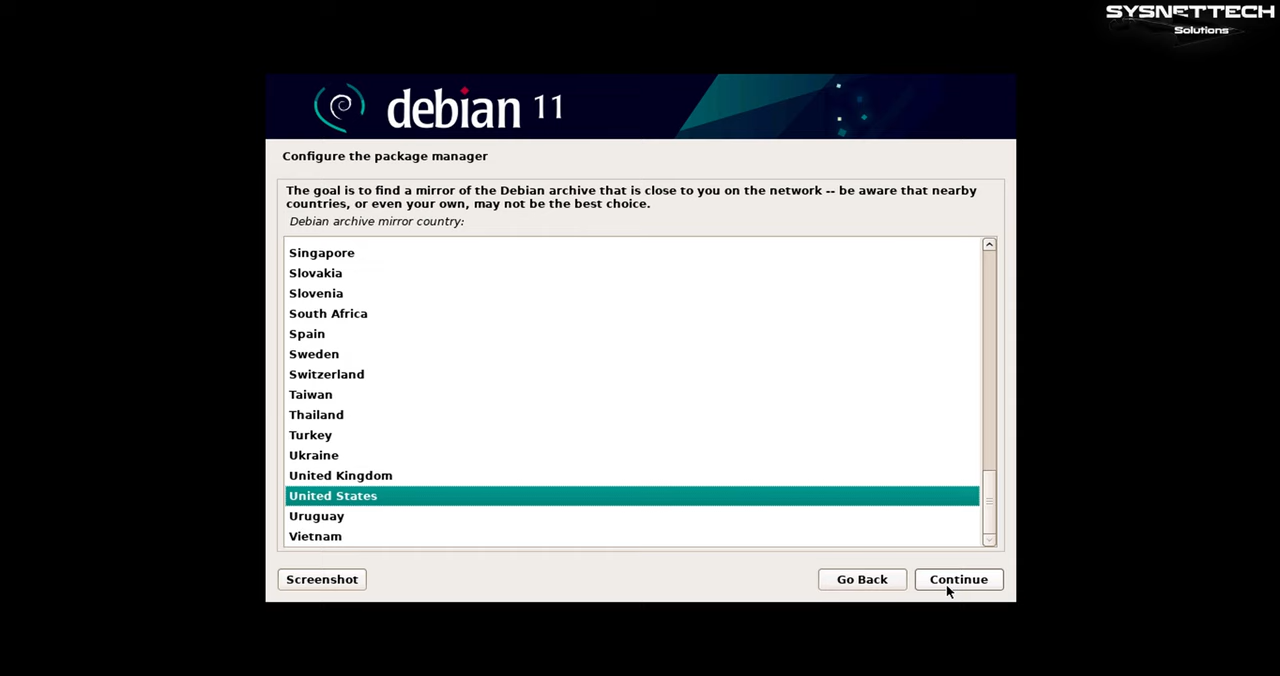 SYSNETTECH
Solutions
debian 11
Configure the package manager
The goal is to find a mirror of the Debian archive that is close to you on the network -- be aware that nearby
countries, or even your own, may not be the best choice.
Debian archive mirror country:
Singapore
Slovakia
Slovenia
South Africa
Spain
Sweden
Switzerland
Taiwan
Thailand
Turkey
Ukraine
United Kingdom
United States
Uruguay
Vietnam
Screenshot
Go Back
Continue